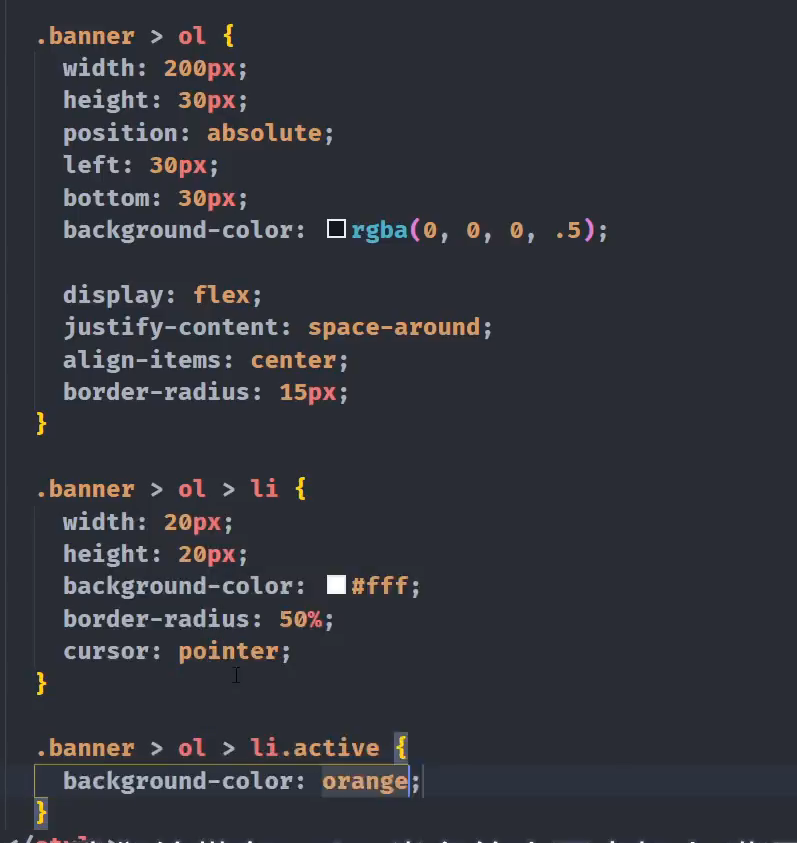 .banner > ol {
width: 200px;
height: 30px;
position: absolute;
left: 30px;
bottom: 30px;
background-color: rgba(0, 0, 0, .5);
display: flex;
justify-content: space-around;
align-items: center;
border-radius: 15px;
}
.banner > ol > li {
width: 20px;
height: 20px;
background-color: #fff;
border-radius: 50%;
cursor: pointer;
}
.banner > ol > li.active {
background-color: orange;
}